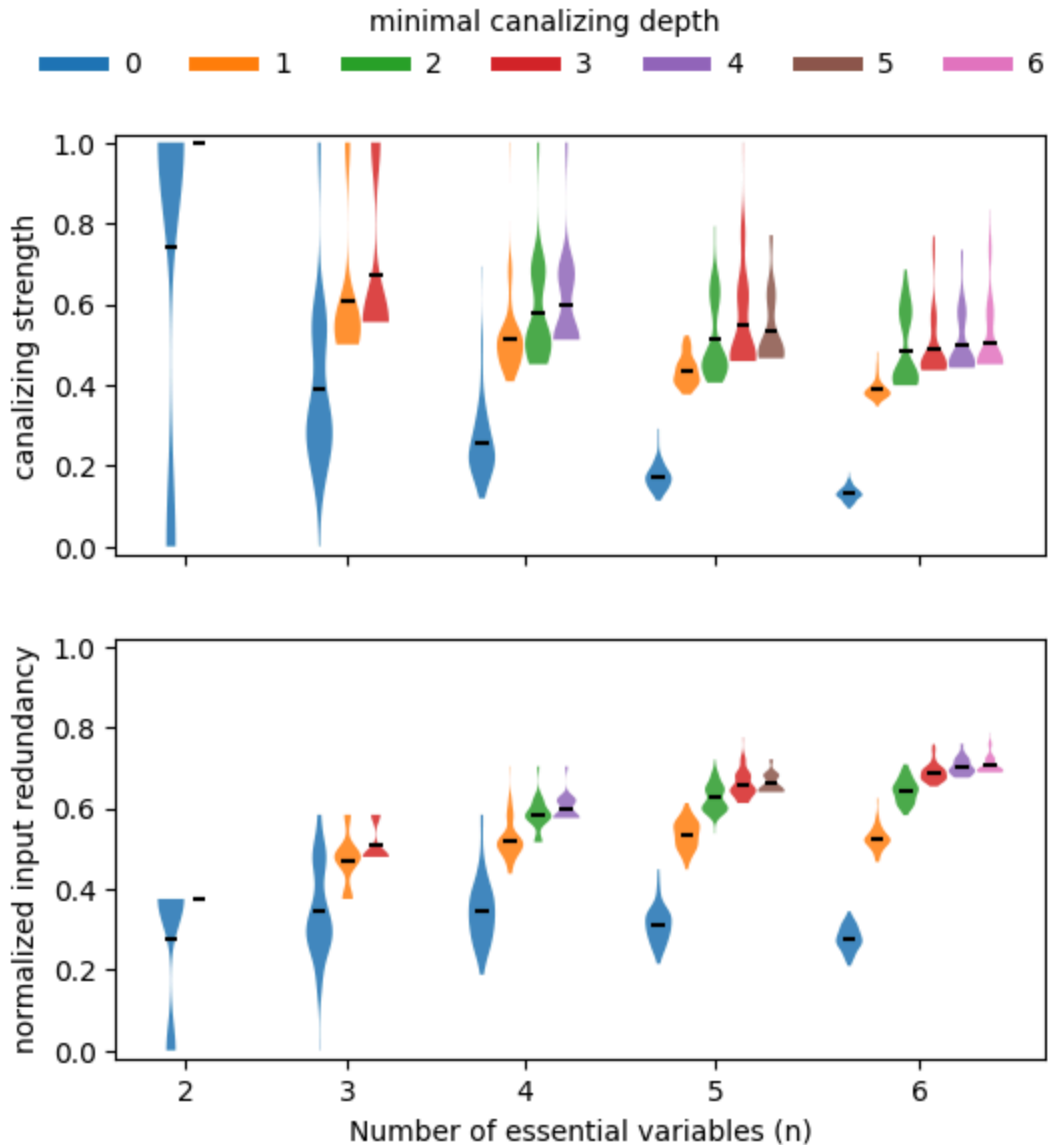 minimal canalizing depth
0 1 2 3 4 5 6
canalizing strength
1.0
0.8
0.6
0.4
0.2
0.0
normalized input redundancy
1.0
0.8
0.6
0.4
0.2
0.0
2 3 4 5 6
Number of essential variables (n)